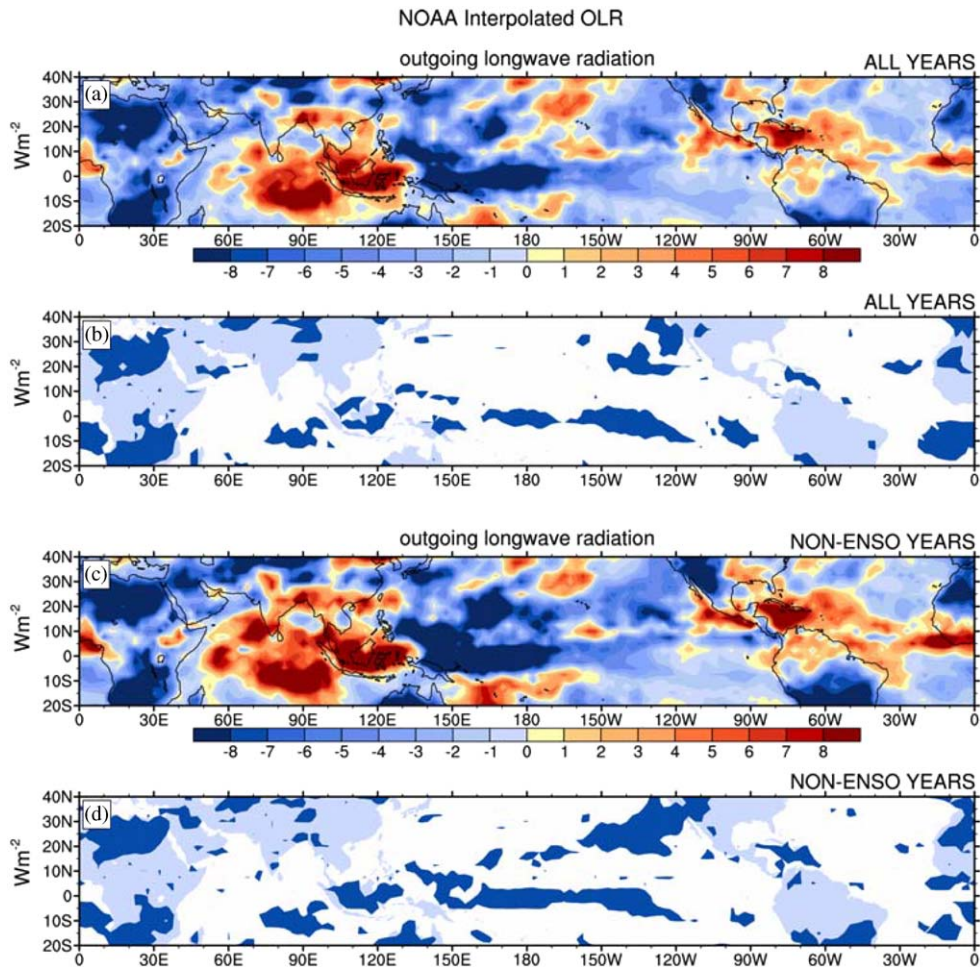 NOAA Interpolated OLR
outgoing longwave radiation ALL YEARS
(a)
40N
30N
20N
10N
0
10S
20S
Wm-2
0 30E 60E 90E 120E 150E 180 150W 120W 90W 60W 30W 0
-8 -7 -6 -5 -4 -3 -2 -1 0 1 2 3 4 5 6 7 8
ALL YEARS
(b)
40N
30N
20N
10N
0
10S
20S
Wm-2
0 30E 60E 90E 120E 150E 180 150W 120W 90W 60W 30W 0
outgoing longwave radiation NON-ENSO YEARS
(c)
40N
30N
20N
10N
0
10S
20S
Wm-2
0 30E 60E 90E 120E 150E 180 150W 120W 90W 60W 30W 0
-8 -7 -6 -5 -4 -3 -2 -1 0 1 2 3 4 5 6 7 8
NON-ENSO YEARS
(d)
40N
30N
20N
10N
0
10S
20S
Wm-2
0 30E 60E 90E 120E 150E 180 150W 120W 90W 60W 30W 0